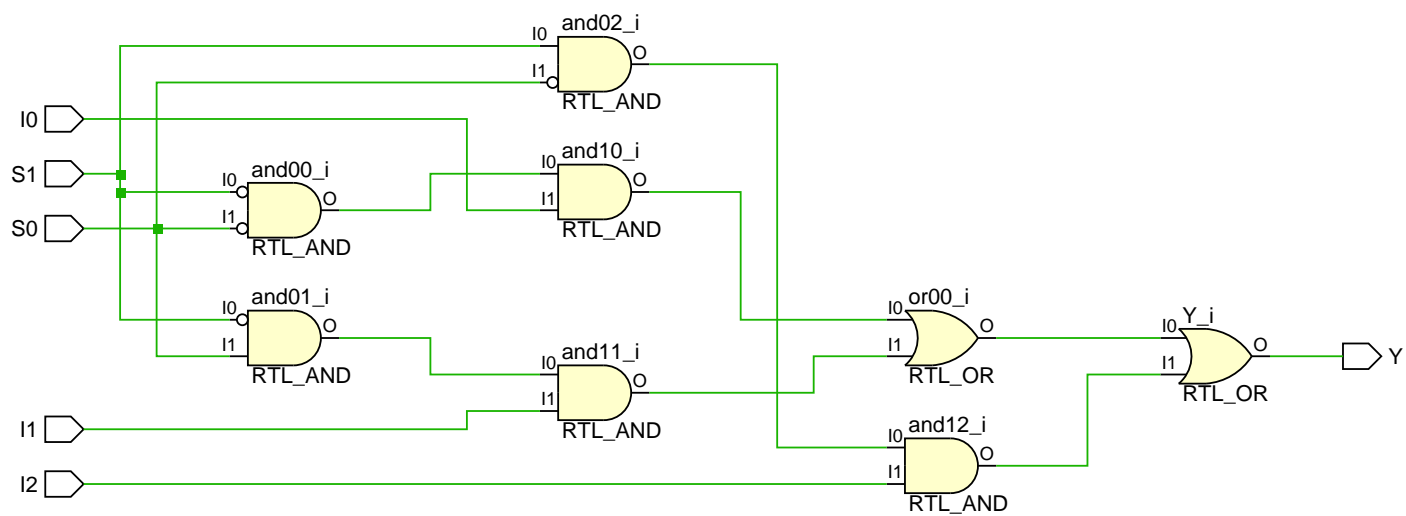 and02_i
I0
O
I1
RTL_AND
I0
and10_i
S1
and00_i
I0
O
I0
O
I1
S0
I1
RTL_AND
RTL_AND
and01_i
or00_i
I0
O
I0
O
Y_i
I1
and11_i
I1
I0
O
Y
RTL_AND
I0
O
RTL_OR
I1
RTL_OR
I1
I1
RTL_AND
and12_i
I0
O
I2
I1
RTL_AND